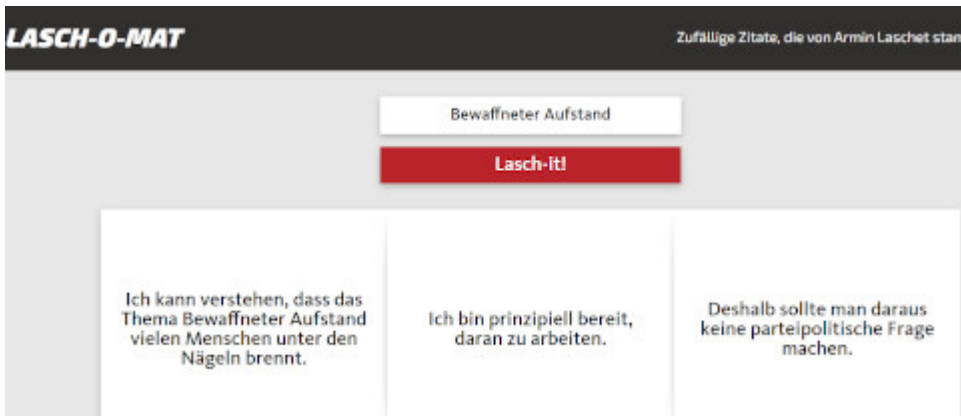 LASCH-O-MAT
Zufällige Zitate, die von Armin Laschet stam
Bewaffneter Aufstand
Lasch-it!
Ich kann verstehen, dass das
Thema Bewaffneter Aufstand
vielen Menschen unter den
Nägeln brennt.
Ich bin prinzipiell bereit,
daran zu arbeiten.
Deshalb sollte man daraus
keine parteipolitische Frage
machen.